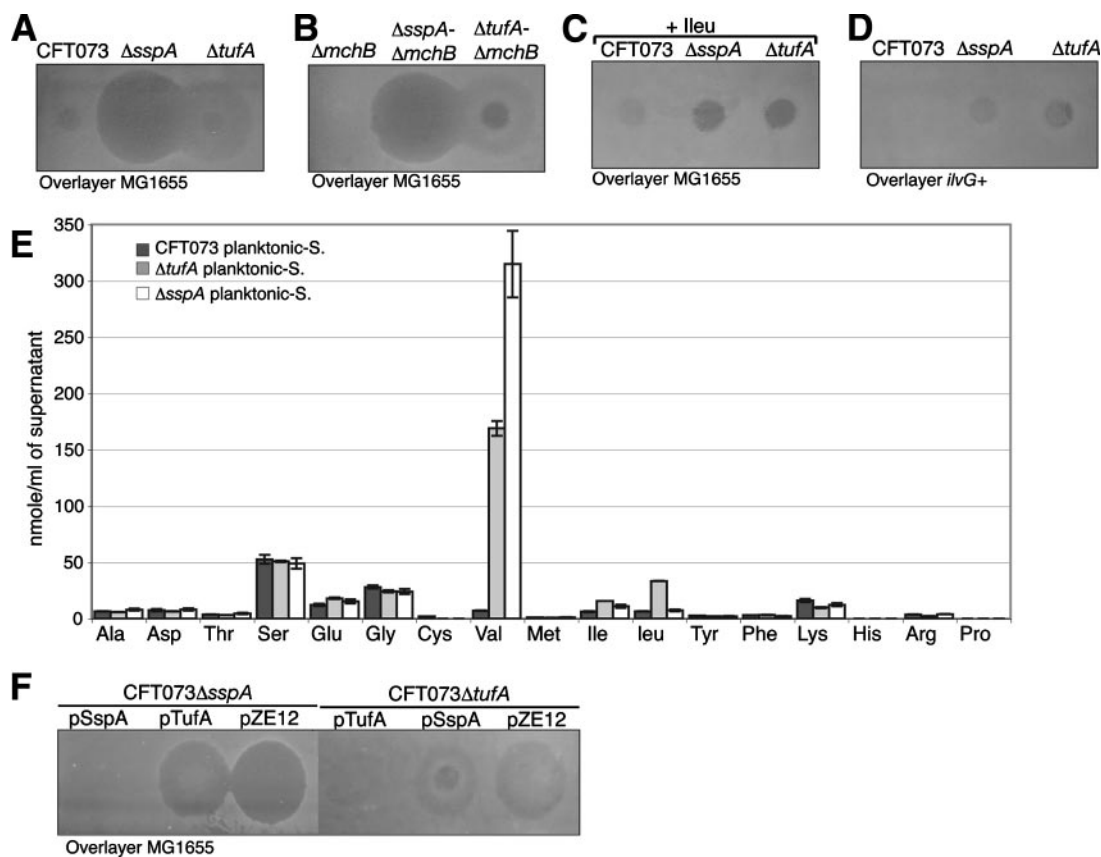 A
CFT073 ΔsspA ΔtufA
Overlayer MG1655
B
ΔmchB ΔsspA-ΔmchB ΔtufA-ΔmchB
Overlayer MG1655
C
+ Ileu
CFT073 ΔsspA ΔtufA
Overlayer MG1655
D
CFT073 ΔsspA ΔtufA
Overlayer ilvG+
E
CFT073 planktonic-S.
ΔtufA planktonic-S.
ΔsspA planktonic-S.
nmole/ml of supernatant
350
300
250
200
150
100
50
0
Ala Asp Thr Ser Glu Gly Cys Val Met Ile leu Tyr Phe Lys His Arg Pro
F
CFT073ΔsspA CFT073ΔtufA
pSspA pTufA pZE12 pTufA pSspA pZE12
Overlayer MG1655